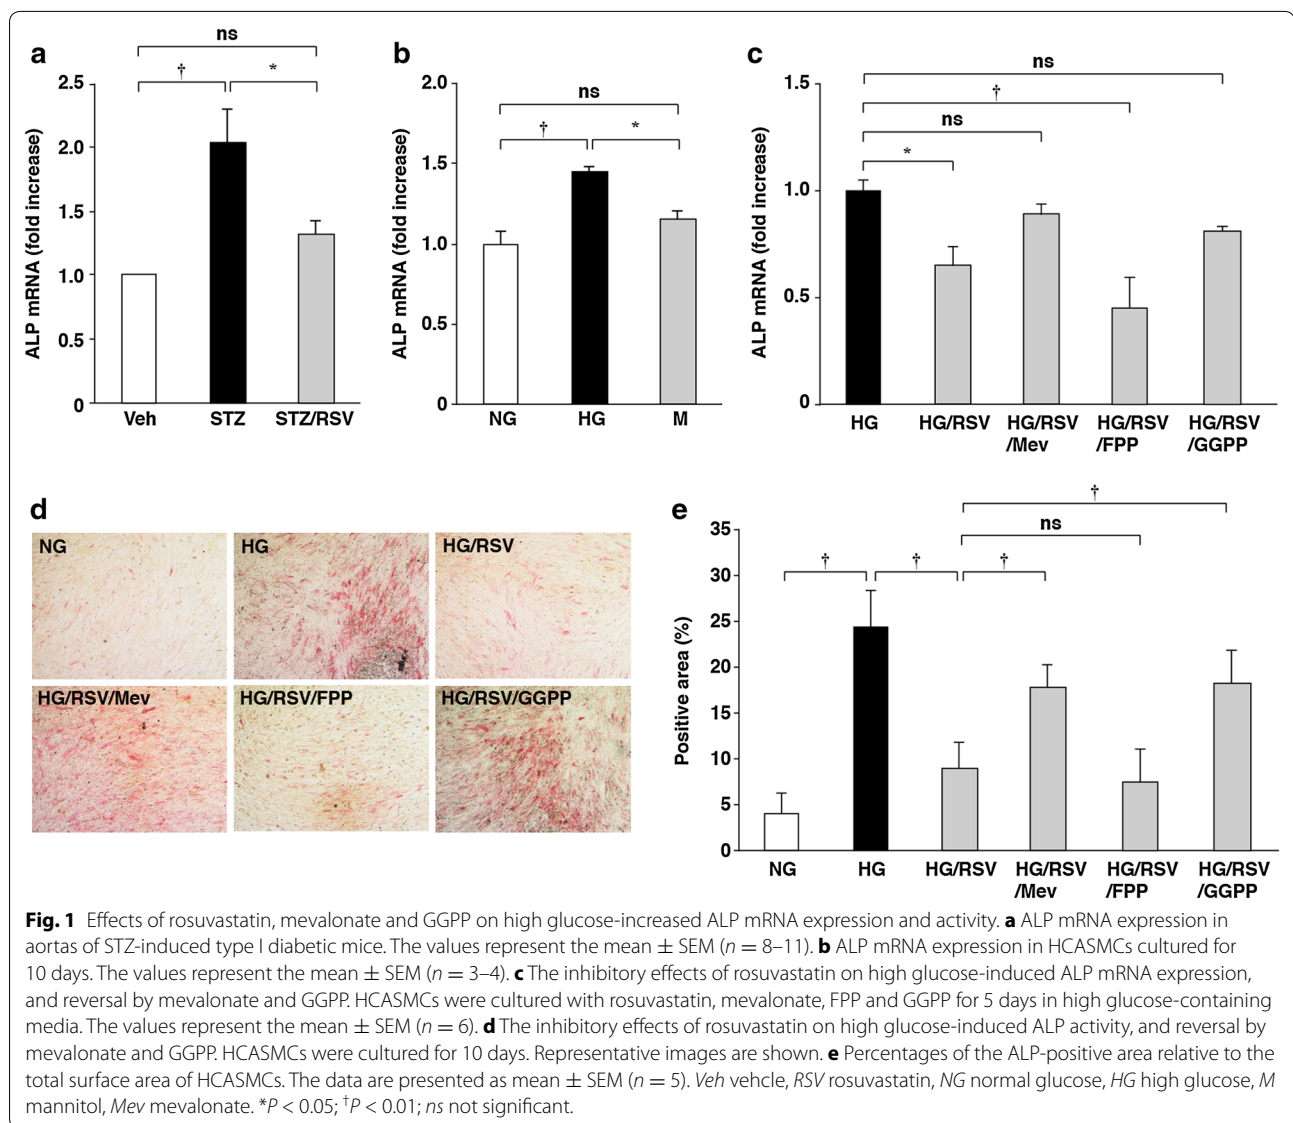 a
ns
†
*
2.5
2.0
1.5
1.0
0.5
0
ALP mRNA (fold increase)
Veh STZ STZ/RSV
b
ns
†
*
2.0
1.5
1.0
0.5
0
ALP mRNA (fold increase)
NG HG M
c
ns
†
ns
*
1.5
1.0
0.5
0
ALP mRNA (fold increase)
HG HG/RSV HG/RSV HG/RSV HG/RSV
/Mev /FPP /GGPP
d
NG HG HG/RSV
HG/RSV/Mev HG/RSV/FPP HG/RSV/GGPP
e
†
ns
† † †
35
30
25
20
15
10
5
0
Positive area (%)
NG HG HG/RSV HG/RSV HG/RSV HG/RSV
/Mev /FPP /GGPP
Fig. 1 Effects of rosuvastatin, mevalonate and GGPP on high glucose-increased ALP mRNA expression and activity. a ALP mRNA expression in
aortas of STZ-induced type I diabetic mice. The values represent the mean ± SEM (n = 8–11). b ALP mRNA expression in HCASMCs cultured for
10 days. The values represent the mean ± SEM (n = 3–4). c The inhibitory effects of rosuvastatin on high glucose-induced ALP mRNA expression,
and reversal by mevalonate and GGPP. HCASMCs were cultured with rosuvastatin, mevalonate, FPP and GGPP for 5 days in high glucose-containing
media. The values represent the mean ± SEM (n = 6). d The inhibitory effects of rosuvastatin on high glucose-induced ALP activity, and reversal by
mevalonate and GGPP. HCASMCs were cultured for 10 days. Representative images are shown. e Percentages of the ALP-positive area relative to the
total surface area of HCASMCs. The data are presented as mean ± SEM (n = 5). Veh vehcle, RSV rosuvastatin, NG normal glucose, HG high glucose, M
mannitol, Mev mevalonate. *P < 0.05; †P < 0.01; ns not significant.